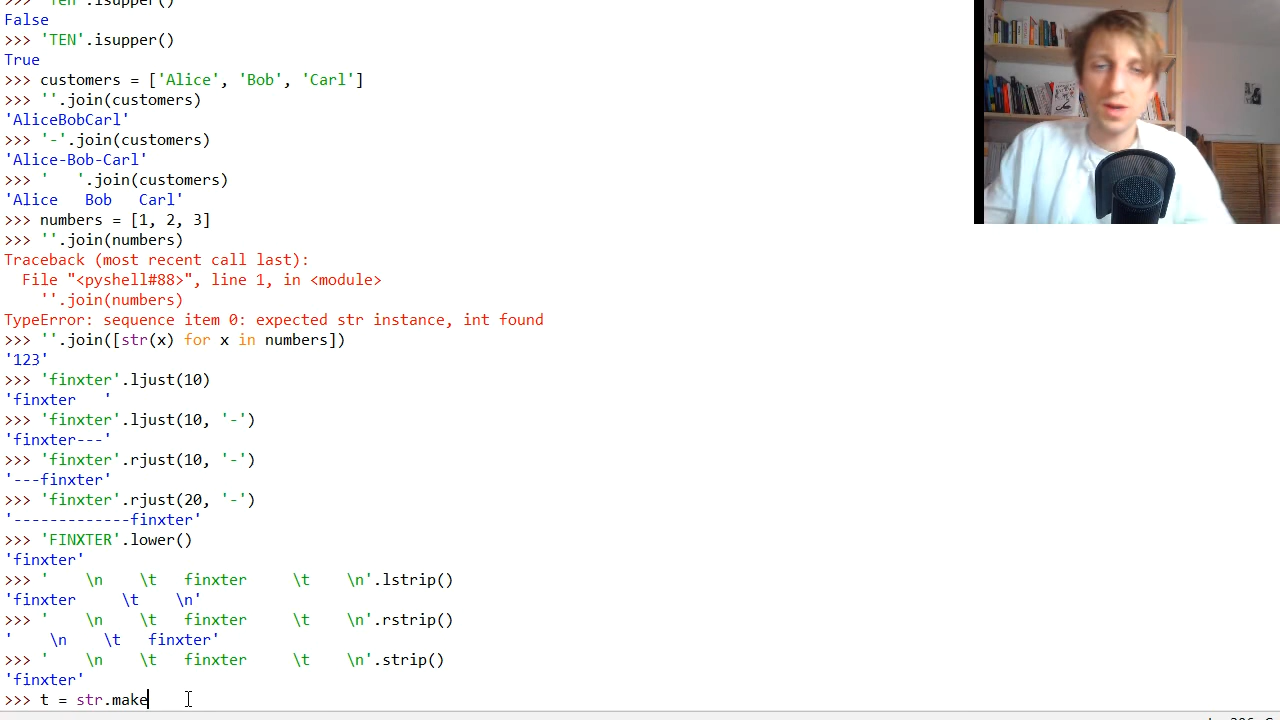 >>> 'Ten'.isupper()
False
>>> 'TEN'.isupper()
True
>>> customers = ['Alice', 'Bob', 'Carl']
>>> ''.join(customers)
'AliceBobCarl'
>>> '-'.join(customers)
'Alice-Bob-Carl'
>>> '   '.join(customers)
'Alice   Bob   Carl'
>>> numbers = [1, 2, 3]
>>> ''.join(numbers)
Traceback (most recent call last):
  File "<pyshell#88>", line 1, in <module>
    ''.join(numbers)
TypeError: sequence item 0: expected str instance, int found
>>> ''.join([str(x) for x in numbers])
'123'
>>> 'finxter'.ljust(10)
'finxter   '
>>> 'finxter'.ljust(10, '-')
'finxter---'
>>> 'finxter'.rjust(10, '-')
'---finxter'
>>> 'finxter'.rjust(20, '-')
'-------------finxter'
>>> 'FINXTER'.lower()
'finxter'
>>> '    \n    \t   finxter     \t    \n'.lstrip()
'finxter     \t    \n'
>>> '    \n    \t   finxter     \t    \n'.rstrip()
'    \n    \t   finxter'
>>> '    \n    \t   finxter     \t    \n'.strip()
'finxter'
>>> t = str.make